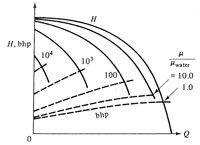 H
H, bhp
10⁴
10³
100
μ
μwater
= 10.0
1.0
bhp
0
Q